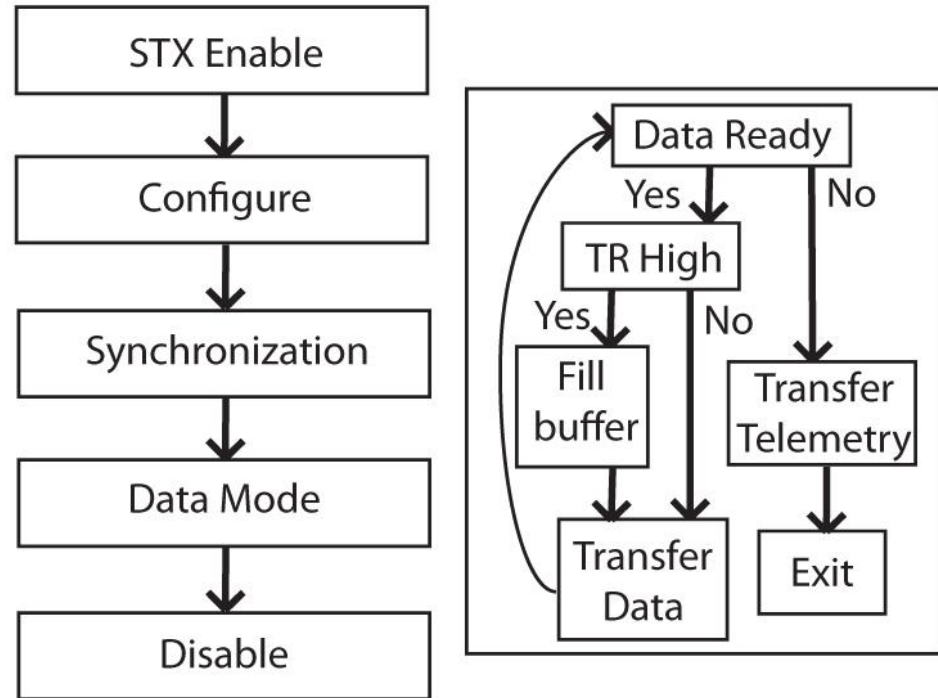 STX Enable
Configure
Synchronization
Data Mode
Disable
Data Ready
Yes
No
TR High
Yes
No
Fill
buffer
Transfer
Telemetry
Transfer
Data
Exit